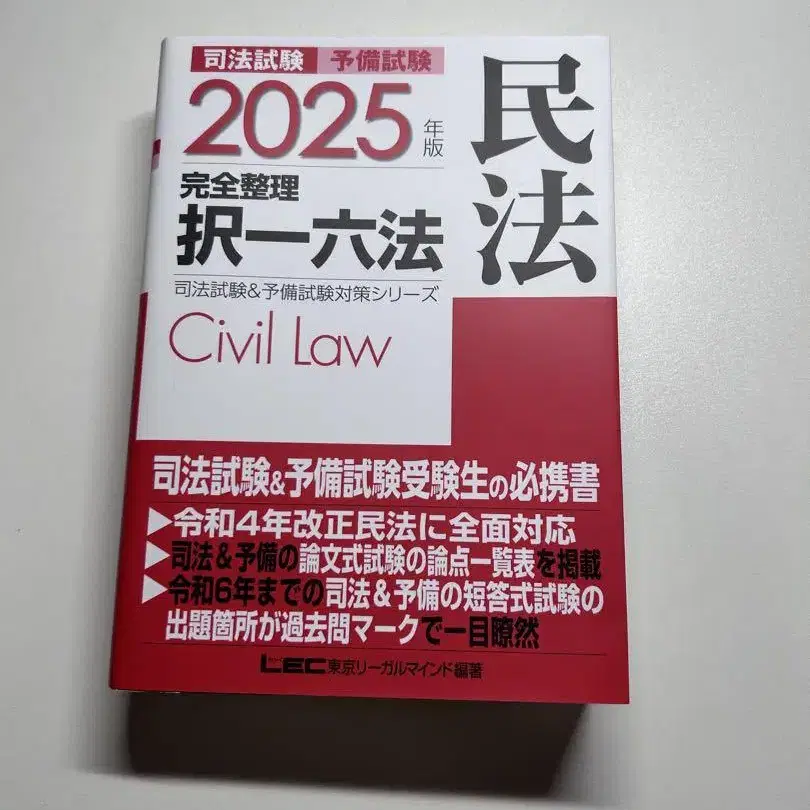 司法試験 予備試験
2025年版
民法
完全整理
択一六法
司法試験&予備試験対策シリーズ
Civil Law
司法試験&予備試験受験生の必携書
▶令和4年改正民法に全面対応
▶司法&予備の論文式試験の論点一覧表を掲載
▶令和6年までの司法&予備の短答式試験の
出題箇所が過去問マークで一目瞭然
LEC東京リーガルマインド編著